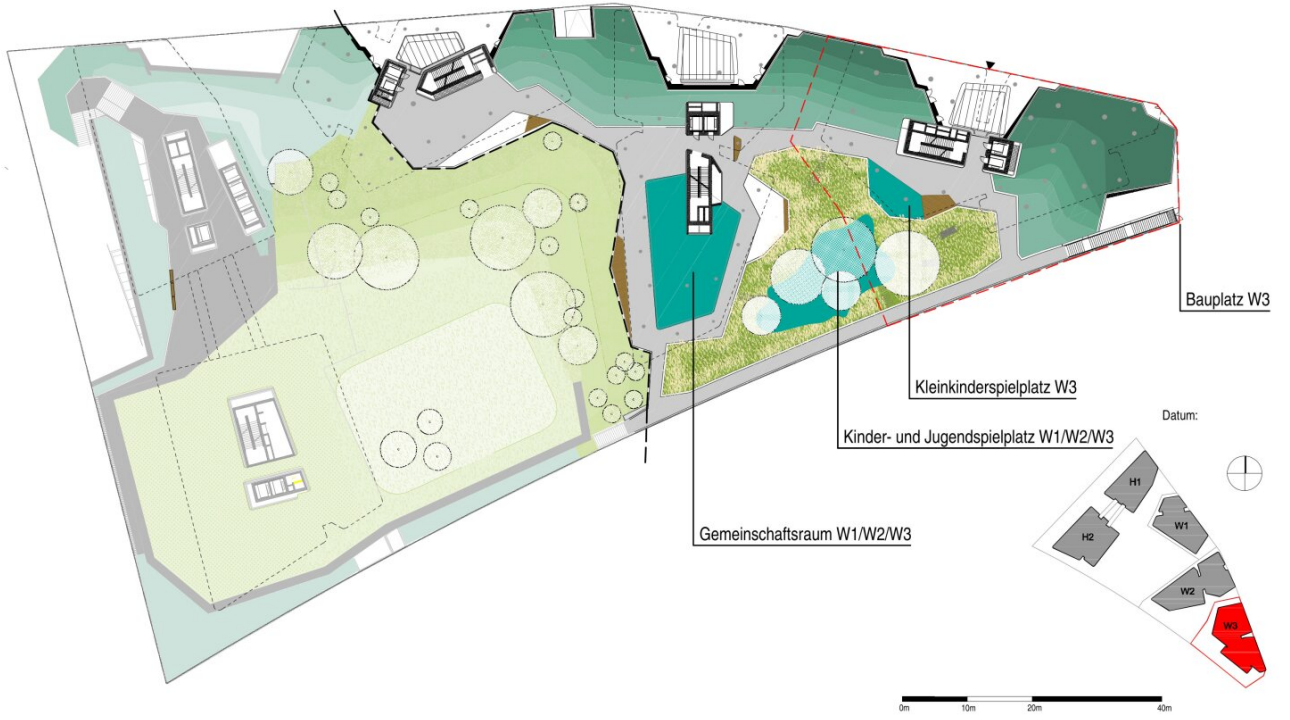 Bauplatz W3
Kleinkinderspielplatz W3
Datum:
Kinder- und Jugendspielplatz W1/W2/W3
Gemeinschaftsraum W1/W2/W3
H1
H2
W1
W2
W3
0m 10m 20m 40m